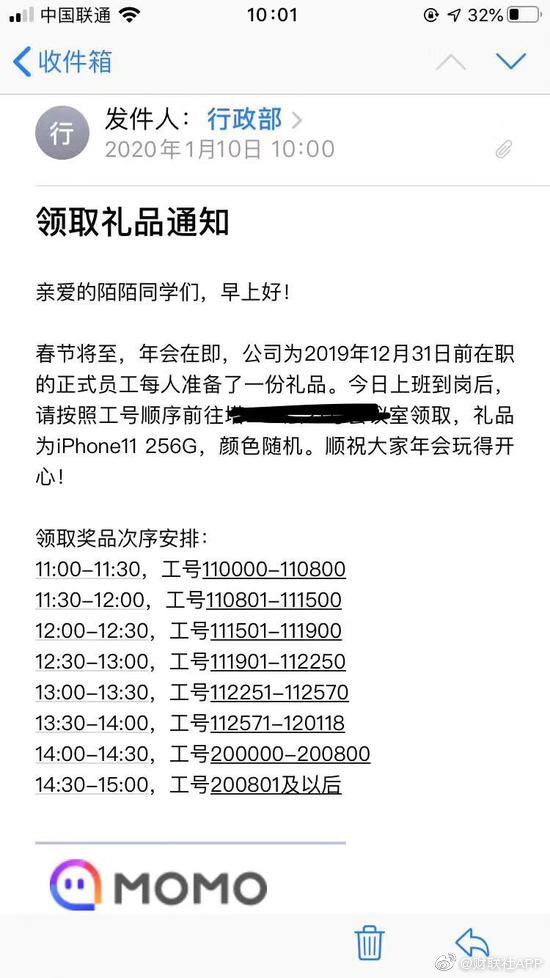 中国联通 10:01 32%
收件箱
行 发件人：行政部
2020年1月10日 10:00
领取礼品通知
亲爱的陌陌同学们，早上好！
春节将至，年会在即，公司为2019年12月31日前在职
的正式员工每人准备了一份礼品。今日上班到岗后，
请按照工号顺序前往 室领取，礼品
为iPhone11 256G，颜色随机。顺祝大家年会玩得开
心！
领取奖品次序安排：
11:00-11:30，工号110000-110800
11:30-12:00，工号110801-111500
12:00-12:30，工号111501-111900
12:30-13:00，工号111901-112250
13:00-13:30，工号112251-112570
13:30-14:00，工号112571-120118
14:00-14:30，工号200000-200800
14:30-15:00，工号200801及以后
MOMO
@财联社APP